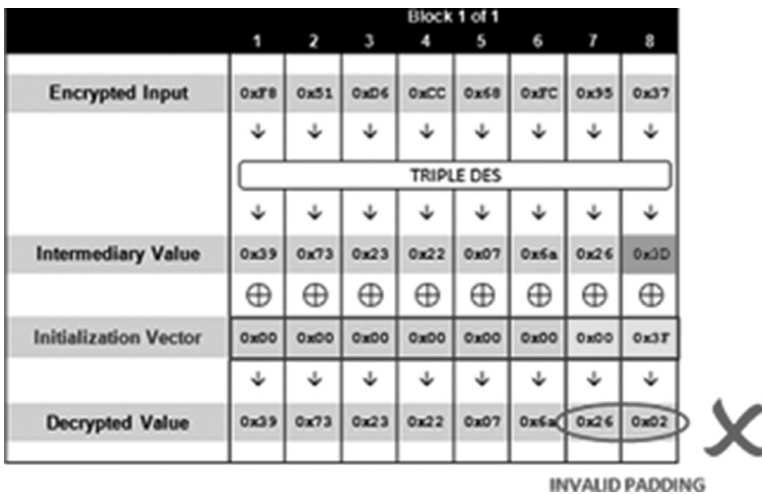 Block 1 of 1
1 2 3 4 5 6 7 8
Encrypted Input 0xF8 0x51 0xD6 0xCC 0x68 0xFC 0x95 0x37
TRIPLE DES
Intermediary Value 0x39 0x73 0x23 0x22 0x07 0x6a 0x26 0x3D
Initialization Vector 0x00 0x00 0x00 0x00 0x00 0x00 0x00 0x3F
Decrypted Value 0x39 0x73 0x23 0x22 0x07 0x6a 0x26 0x02
INVALID PADDING